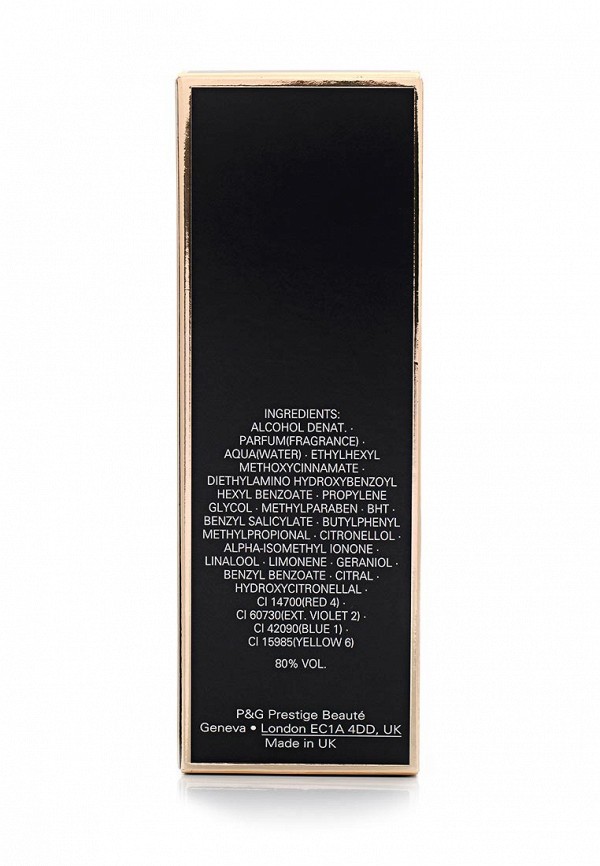 INGREDIENTS:
ALCOHOL DENAT. ·
PARFUM(FRAGRANCE) ·
AQUA(WATER) · ETHYLHEXYL
METHOXYCINNAMATE ·
DIETHYLAMINO HYDROXYBENZOYL
HEXYL BENZOATE · PROPYLENE
GLYCOL · METHYLPARABEN · BHT ·
BENZYL SALICYLATE · BUTYLPHENYL
METHYLPROPIONAL · CITRONELLOL ·
ALPHA-ISOMETHYL IONONE ·
LINALOOL · LIMONENE · GERANIOL ·
BENZYL BENZOATE · CITRAL ·
HYDROXYCITRONELLAL ·
CI 14700(RED 4) ·
CI 60730(EXT. VIOLET 2) ·
CI 42090(BLUE 1) ·
CI 15985(YELLOW 6)
80% VOL.
P&G Prestige Beauté
Geneva • London EC1A 4DD, UK
Made in UK